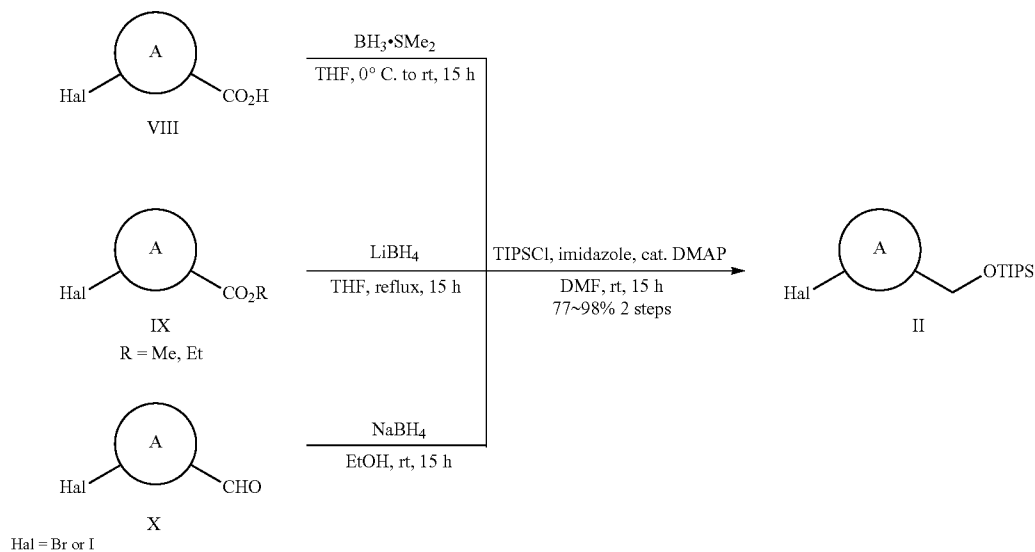 A
Hal
CO₂H
VIII
BH₃•SMe₂
THF, 0° C. to rt, 15 h
A
Hal
CO₂R
IX
R = Me, Et
LiBH₄
THF, reflux, 15 h
TIPSCl, imidazole, cat. DMAP
DMF, rt, 15 h
77~98% 2 steps
A
Hal
OTIPS
II
A
Hal
CHO
X
NaBH₄
EtOH, rt, 15 h
Hal = Br or I